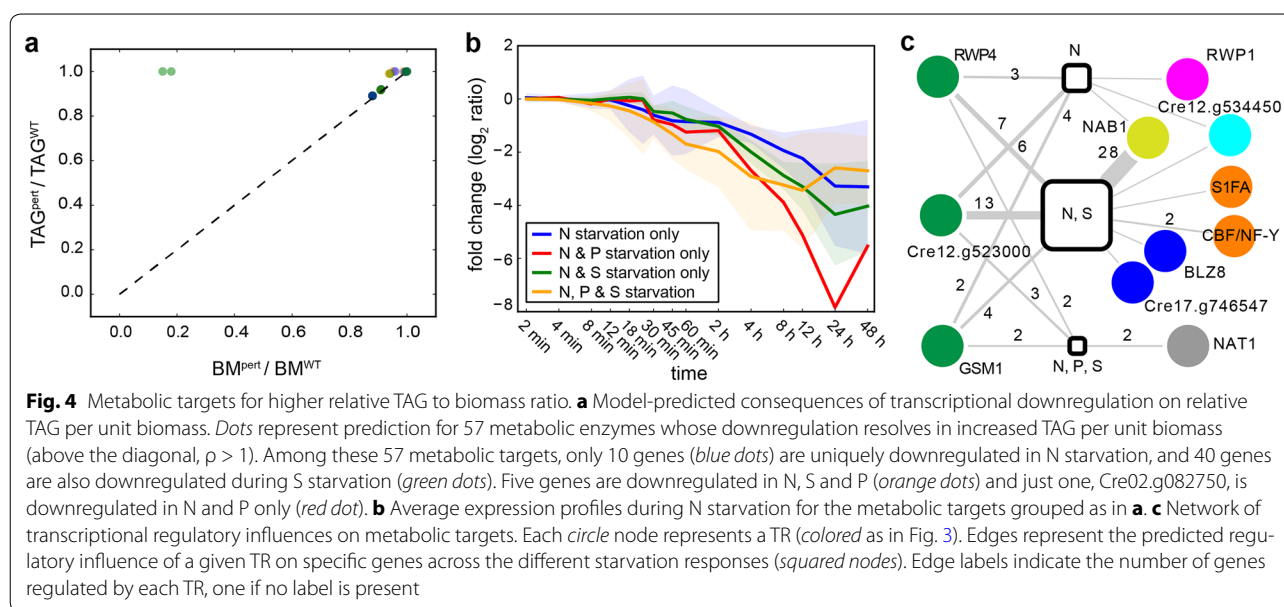 a
TAG^pert / TAG^WT
1.0
0.8
0.6
0.4
0.2
0.0
0.0 0.2 0.4 0.6 0.8 1.0
BM^pert / BM^WT
b
fold change (log₂ ratio)
2
0
−2
−4
−6
−8
N starvation only
N & P starvation only
N & S starvation only
N, P & S starvation
2 min 4 min 8 min 12 min 18 min 30 min 45 min 60 min 2 h 4 h 8 h 12 h 24 h 48 h
time
c
RWP4
3
N
RWP1
Cre12.g534450
7
4
NAB1
6
28
13
N, S
S1FA
2
CBF/NF-Y
Cre12.g523000
BLZ8
2
3
2
Cre17.g746547
4
2
2
NAT1
GSM1
N, P, S
Fig. 4 Metabolic targets for higher relative TAG to biomass ratio. a Model-predicted consequences of transcriptional downregulation on relative
TAG per unit biomass. Dots represent prediction for 57 metabolic enzymes whose downregulation resolves in increased TAG per unit biomass
(above the diagonal, ρ > 1). Among these 57 metabolic targets, only 10 genes (blue dots) are uniquely downregulated in N starvation, and 40 genes
are also downregulated during S starvation (green dots). Five genes are downregulated in N, S and P (orange dots) and just one, Cre02.g082750, is
downregulated in N and P only (red dot). b Average expression profiles during N starvation for the metabolic targets grouped as in a. c Network of
transcriptional regulatory influences on metabolic targets. Each circle node represents a TR (colored as in Fig. 3). Edges represent the predicted regu-
latory influence of a given TR on specific genes across the different starvation responses (squared nodes). Edge labels indicate the number of genes
regulated by each TR, one if no label is present